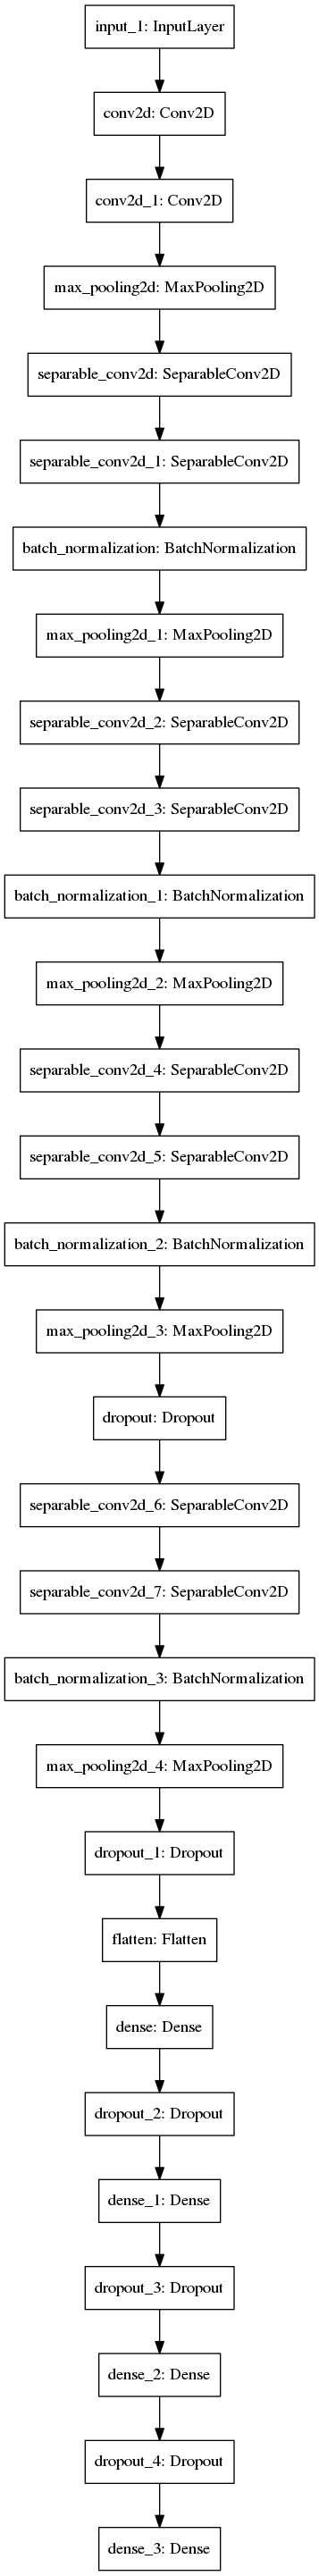 input_1: InputLayer
conv2d: Conv2D
conv2d_1: Conv2D
max_pooling2d: MaxPooling2D
separable_conv2d: SeparableConv2D
separable_conv2d_1: SeparableConv2D
batch_normalization: BatchNormalization
max_pooling2d_1: MaxPooling2D
separable_conv2d_2: SeparableConv2D
separable_conv2d_3: SeparableConv2D
batch_normalization_1: BatchNormalization
max_pooling2d_2: MaxPooling2D
separable_conv2d_4: SeparableConv2D
separable_conv2d_5: SeparableConv2D
batch_normalization_2: BatchNormalization
max_pooling2d_3: MaxPooling2D
dropout: Dropout
separable_conv2d_6: SeparableConv2D
separable_conv2d_7: SeparableConv2D
batch_normalization_3: BatchNormalization
max_pooling2d_4: MaxPooling2D
dropout_1: Dropout
flatten: Flatten
dense: Dense
dropout_2: Dropout
dense_1: Dense
dropout_3: Dropout
dense_2: Dense
dropout_4: Dropout
dense_3: Dense